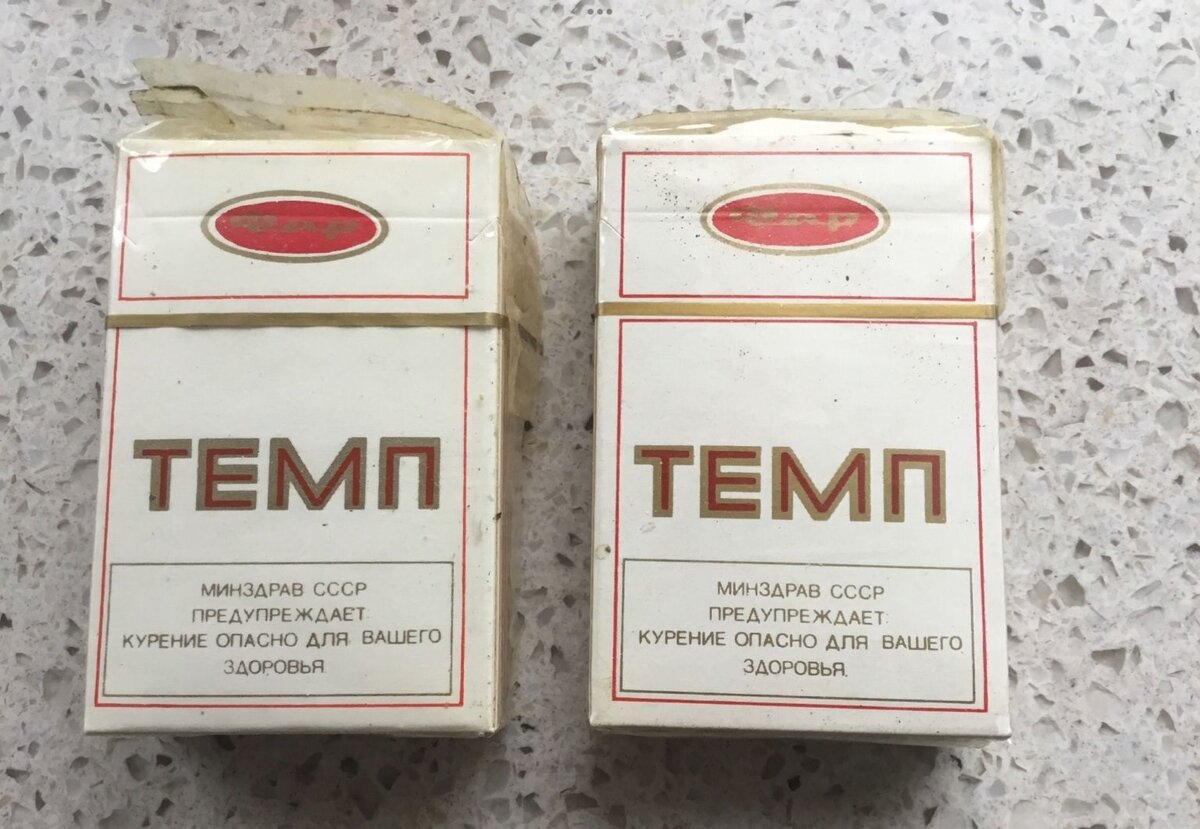 ТЕМП
МИНЗДРАВ СССР
ПРЕДУПРЕЖДАЕТ:
КУРЕНИЕ ОПАСНО ДЛЯ ВАШЕГО
ЗДОРОВЬЯ.
ТЕМП
МИНЗДРАВ СССР
ПРЕДУПРЕЖДАЕТ:
КУРЕНИЕ ОПАСНО ДЛЯ ВАШЕГО
ЗДОРОВЬЯ.